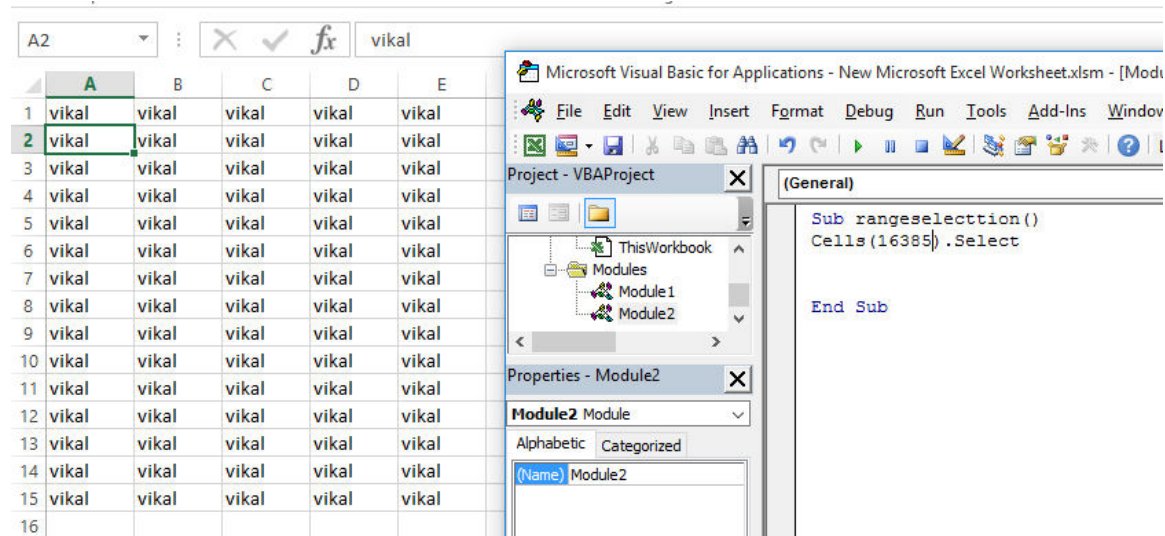 A2 fx vikal
A B C D E
1 vikal vikal vikal vikal vikal
2 vikal vikal vikal vikal vikal
3 vikal vikal vikal vikal vikal
4 vikal vikal vikal vikal vikal
5 vikal vikal vikal vikal vikal
6 vikal vikal vikal vikal vikal
7 vikal vikal vikal vikal vikal
8 vikal vikal vikal vikal vikal
9 vikal vikal vikal vikal vikal
10 vikal vikal vikal vikal vikal
11 vikal vikal vikal vikal vikal
12 vikal vikal vikal vikal vikal
13 vikal vikal vikal vikal vikal
14 vikal vikal vikal vikal vikal
15 vikal vikal vikal vikal vikal
16
Microsoft Visual Basic for Applications - New Microsoft Excel Worksheet.xlsm - [Modu
File Edit View Insert Format Debug Run Tools Add-Ins Window
Project - VBAProject
ThisWorkbook
Modules
Module1
Module2
Properties - Module2
Module2 Module
Alphabetic Categorized
(Name) Module2
(General)
Sub rangeselecttion()
Cells(16385).Select
End Sub